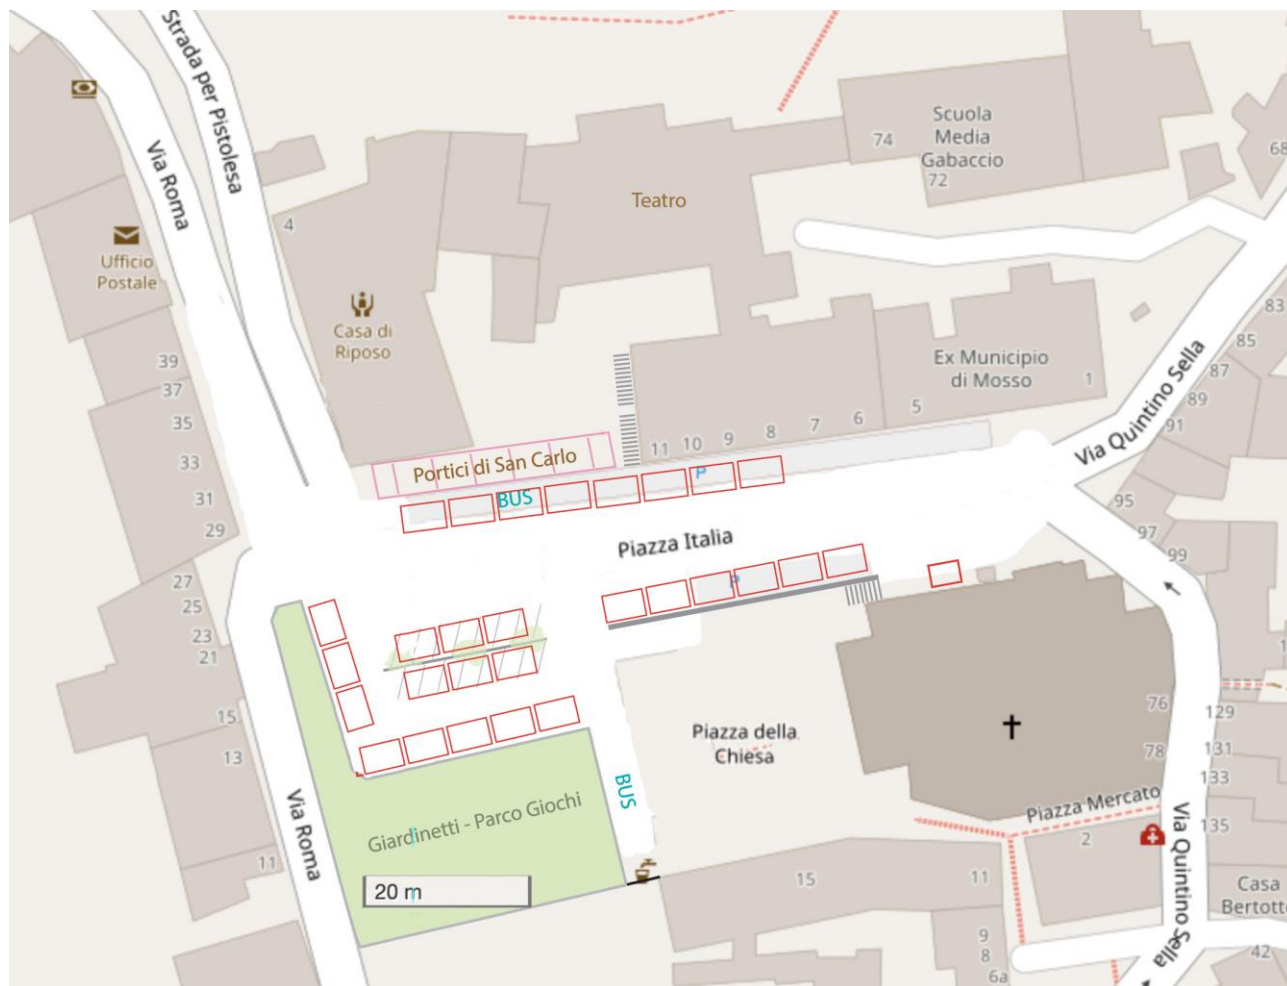 Strada per Pistolesa
Via Roma
Scuola
Media
Gabaccio
74
72
68
Teatro
4
Ufficio
Postale
Casa di
Riposo
39
37
35
33
31
29
27
25
23
21
15
13
11
Ex Municipio
di Mosso
1
83
85
87
89
91
Via Quintino Sella
5
6
7
8
9
10
11
Portici di San Carlo
BUS
P
Piazza Italia
95
97
99
P
Piazza della
Chiesa
76
78
129
131
133
135
BUS
Piazza Mercato
2
Via Roma
Giardinetti - Parco Giochi
20 m
15
11
9
8
6a
Via Quintino Sella
Casa
Bertotto
42